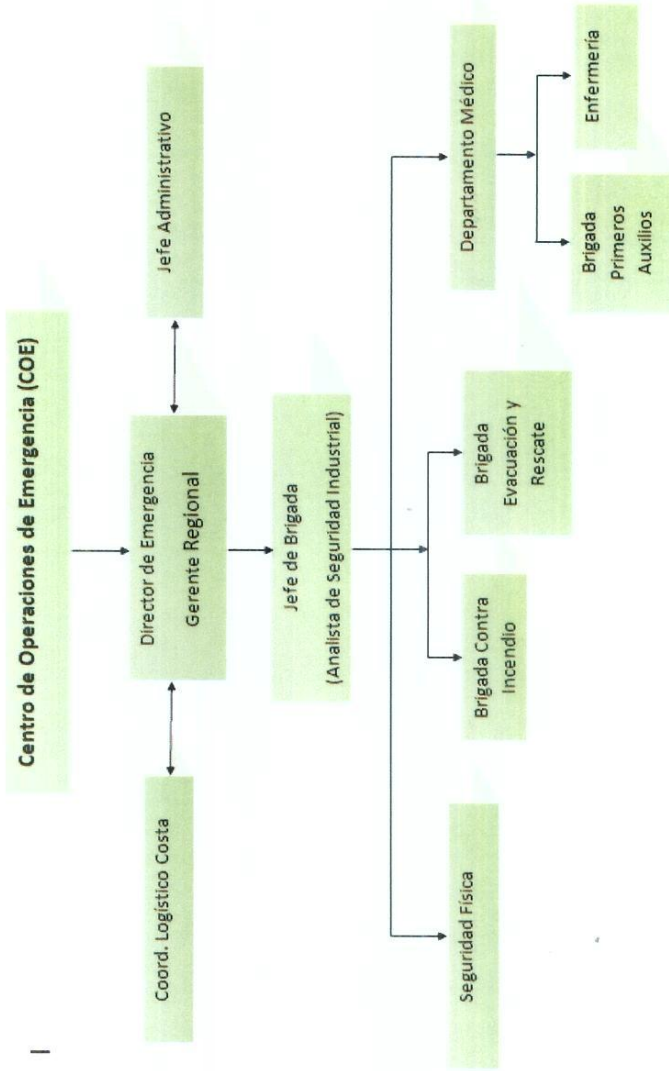 Centro de Operaciones de Emergencia (COE)
Coord. Logístico Costa
Director de Emergencia
Gerente Regional
Jefe Administrativo
Jefe de Brigada
(Analista de Seguridad Industrial)
Seguridad Física
Brigada Contra
Incendio
Brigada
Evacuación y
Rescate
Departamento Médico
Brigada
Primeros
Auxilios
Enfermería